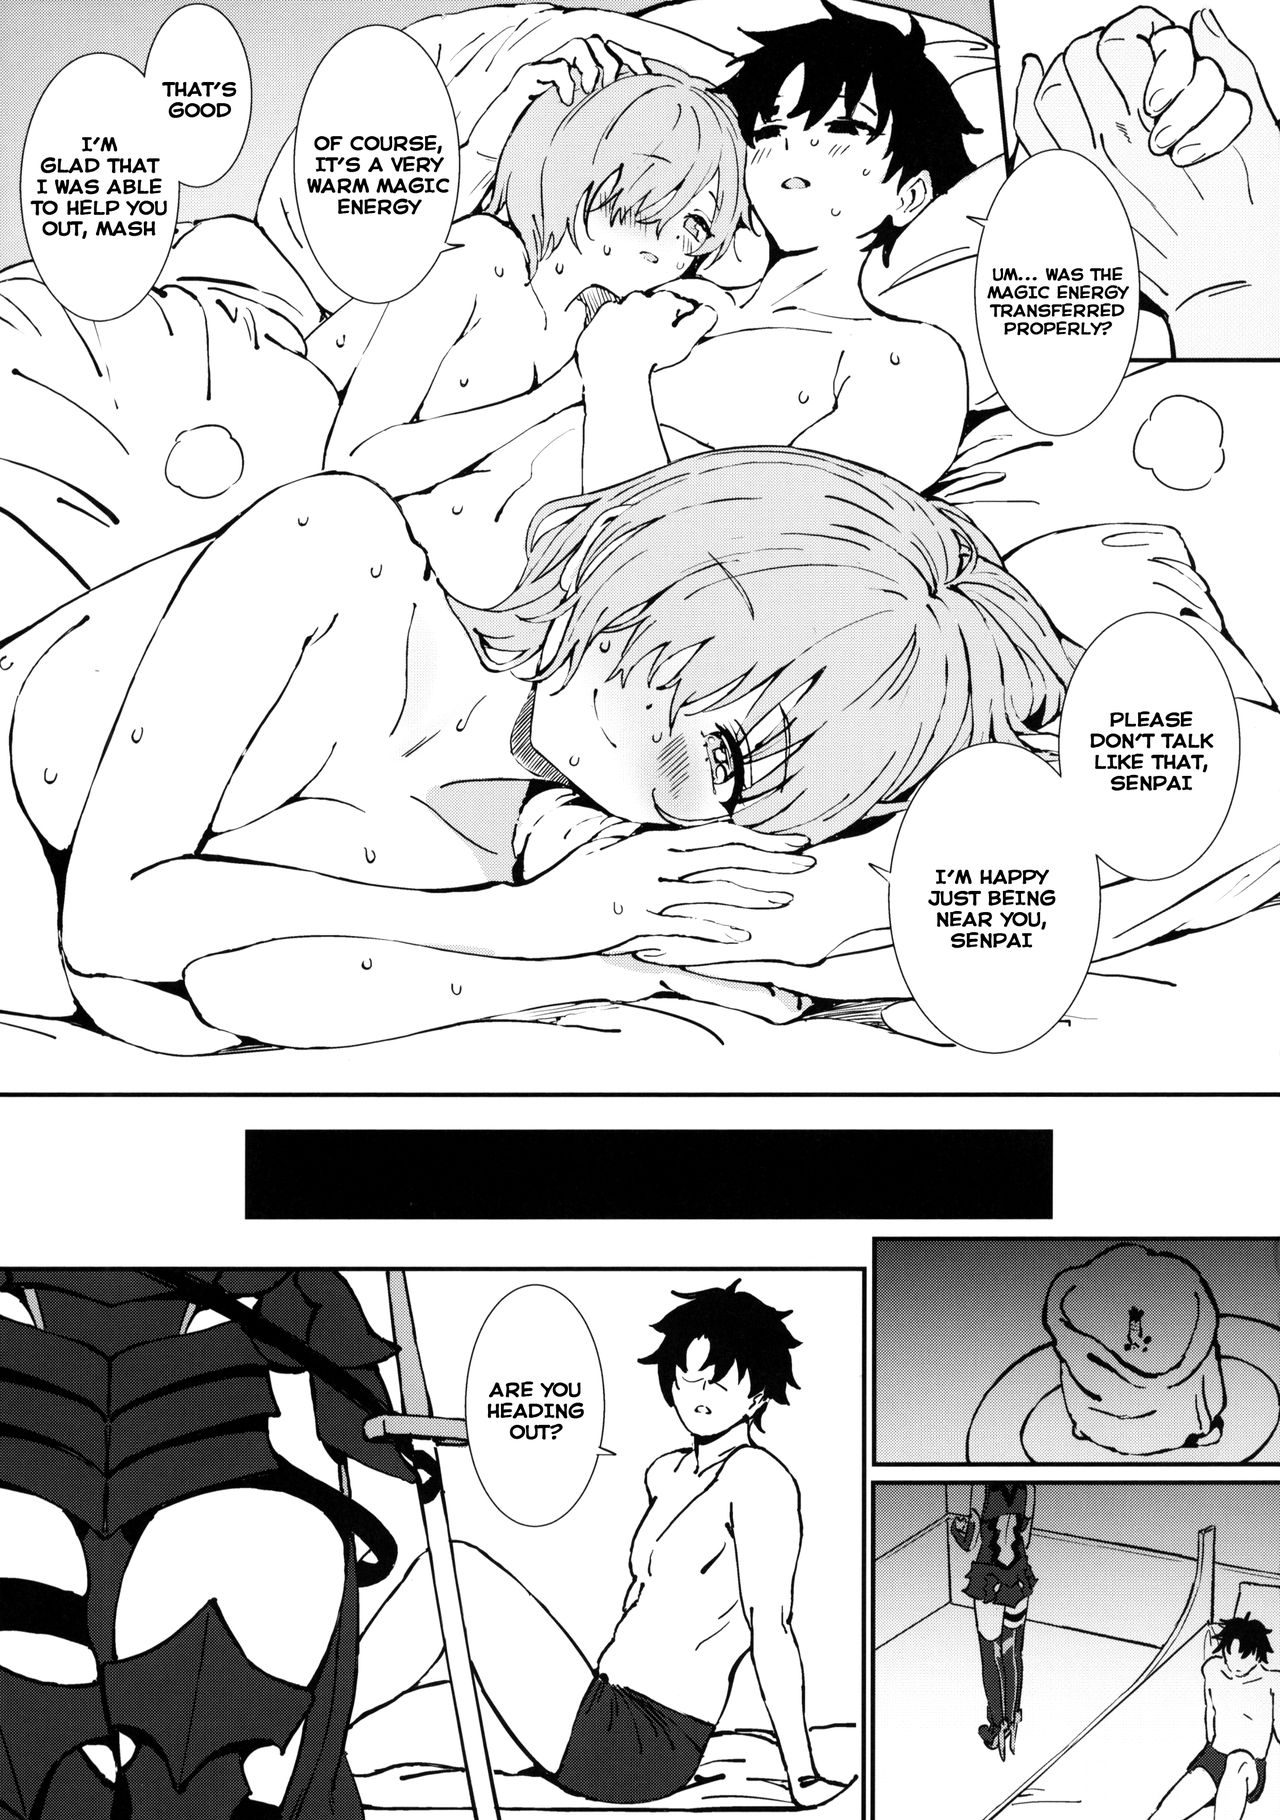 UM... WAS THE
MAGIC ENERGY
TRANSFERRED
PROPERLY?
OF COURSE,
IT'S A VERY
WARM MAGIC
ENERGY
THAT'S
GOOD
I'M
GLAD THAT
I WAS ABLE
TO HELP YOU
OUT, MASH
PLEASE
DON'T TALK
LIKE THAT,
SENPAI
I'M HAPPY
JUST BEING
NEAR YOU,
SENPAI
ARE YOU
HEADING
OUT?